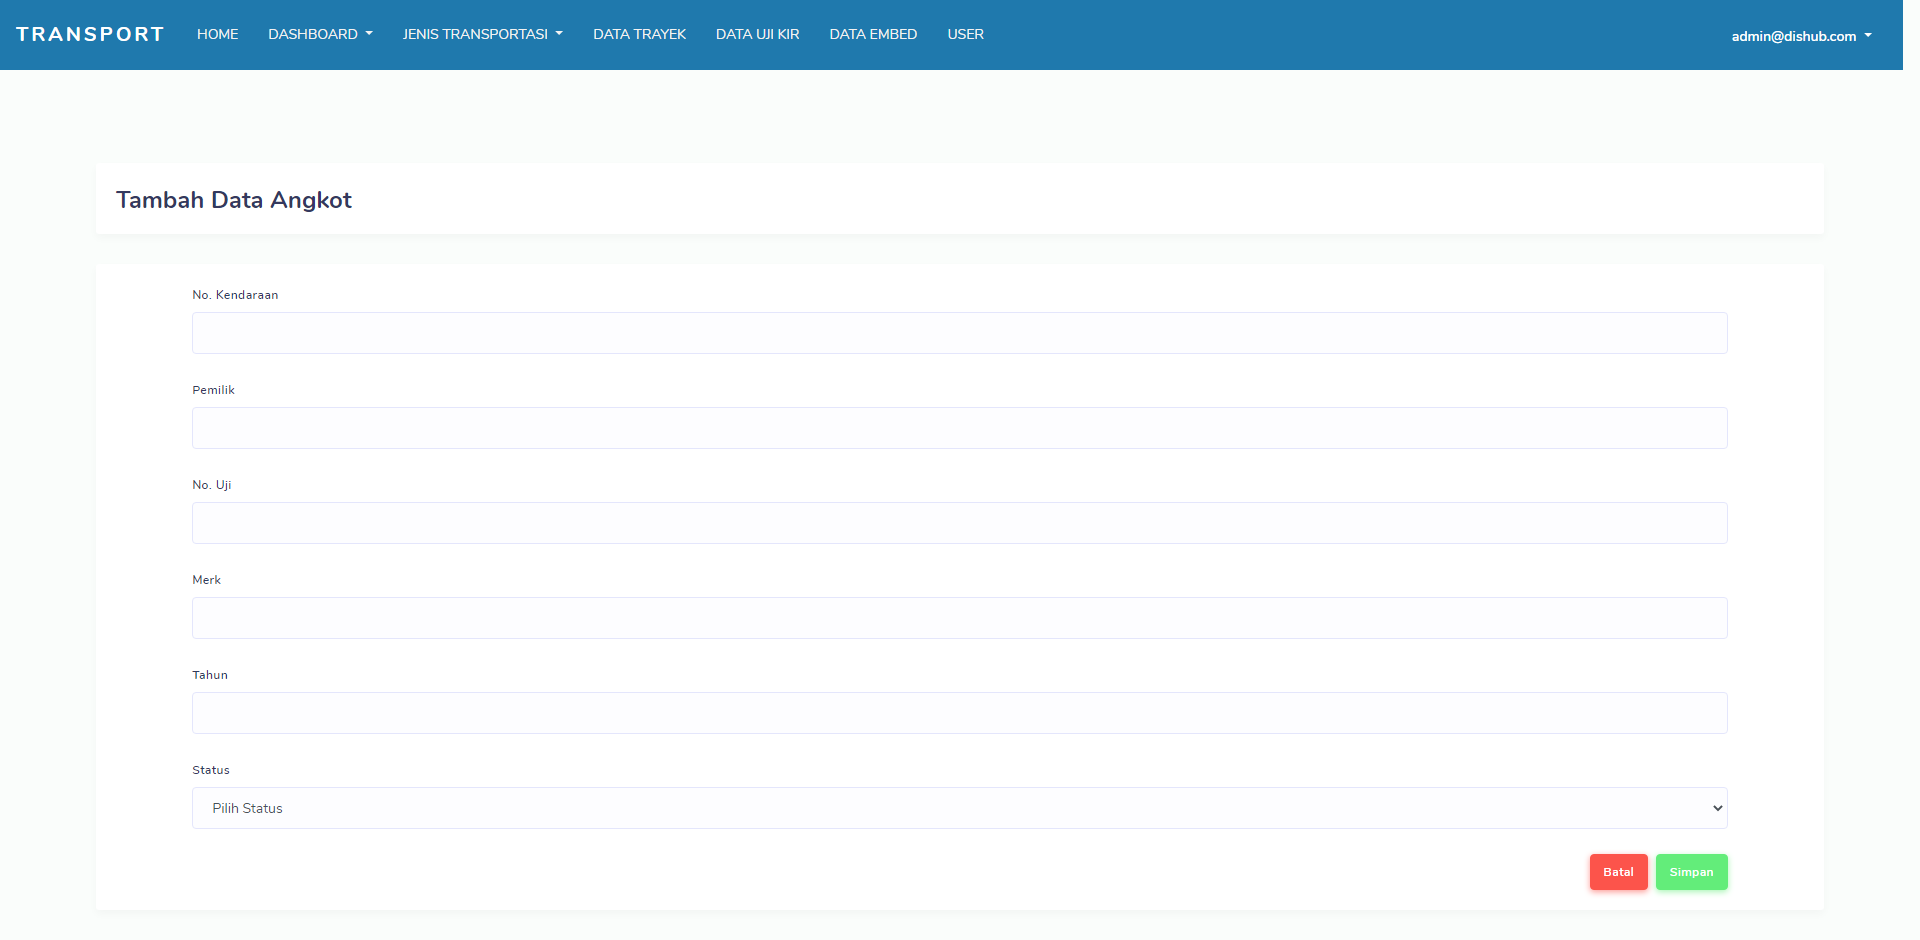 TRANSPORT HOME DASHBOARD JENIS TRANSPORTASI DATA TRAYEK DATA UJI KIR DATA EMBED USER admin@dishub.com
Tambah Data Angkot
No. Kendaraan
Pemilik
No. Uji
Merk
Tahun
Status
Pilih Status
Batal Simpan